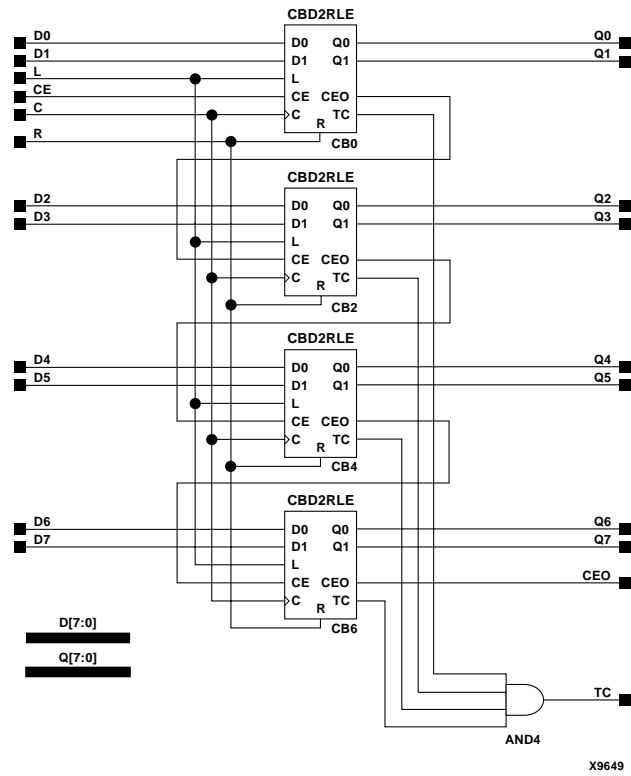 CBD2RLE
D0 D0 Q0 Q0
D1 D1 Q1 Q1
L L
CE CE CEO
C C TC
R R
CB0
CBD2RLE
D2 D0 Q0 Q2
D3 D1 Q1 Q3
L
CE CEO
C TC
R
CB2
CBD2RLE
D4 D0 Q0 Q4
D5 D1 Q1 Q5
L
CE CEO
C TC
R
CB4
CBD2RLE
D6 D0 Q0 Q6
D7 D1 Q1 Q7
L
CE CEO CEO
C TC
R
CB6
D[7:0]
Q[7:0]
TC
AND4
X9649